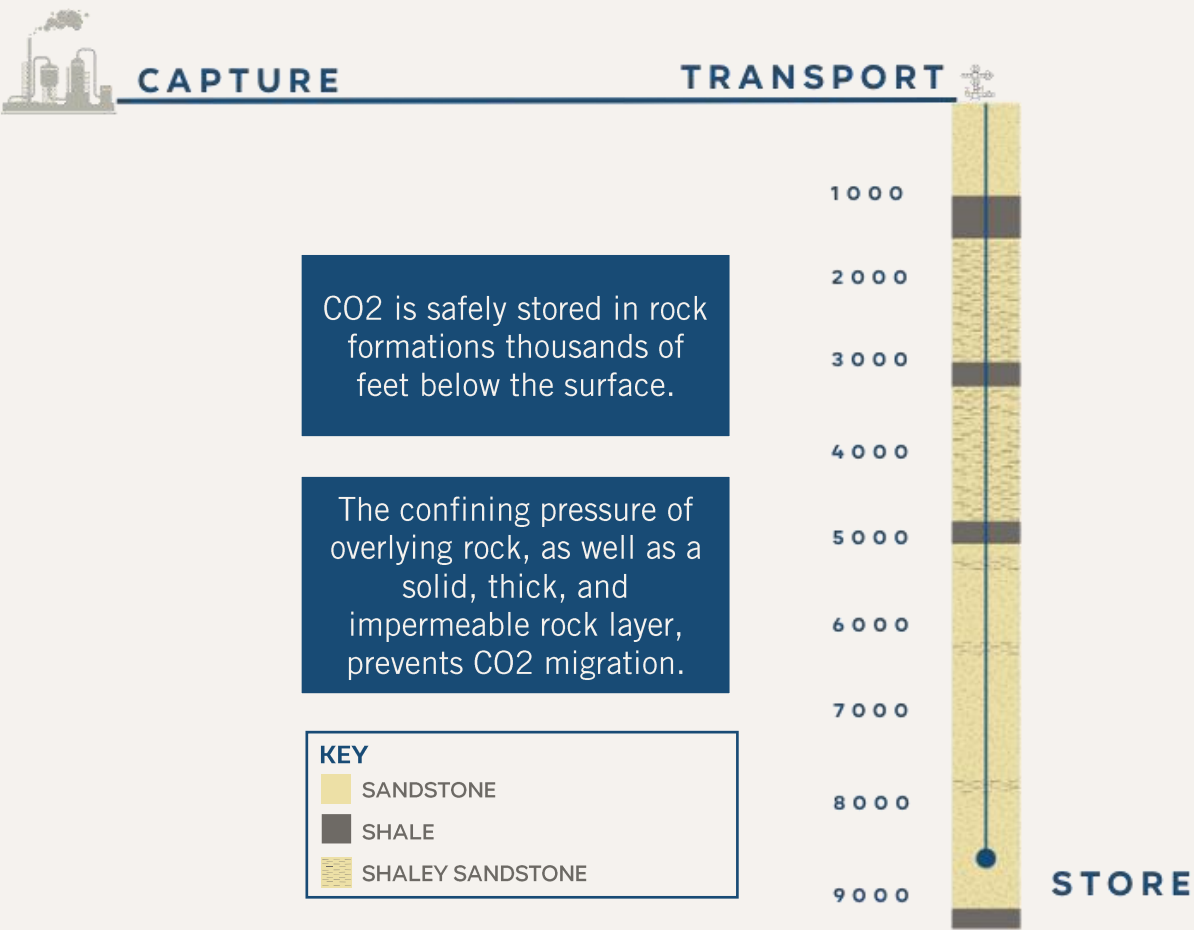 CAPTURE
TRANSPORT
1000
2000
3000
4000
5000
6000
7000
8000
9000
STORE
CO2 is safely stored in rock
formations thousands of
feet below the surface.
The confining pressure of
overlying rock, as well as a
solid, thick, and
impermeable rock layer,
prevents CO2 migration.
KEY
SANDSTONE
SHALE
SHALEY SANDSTONE